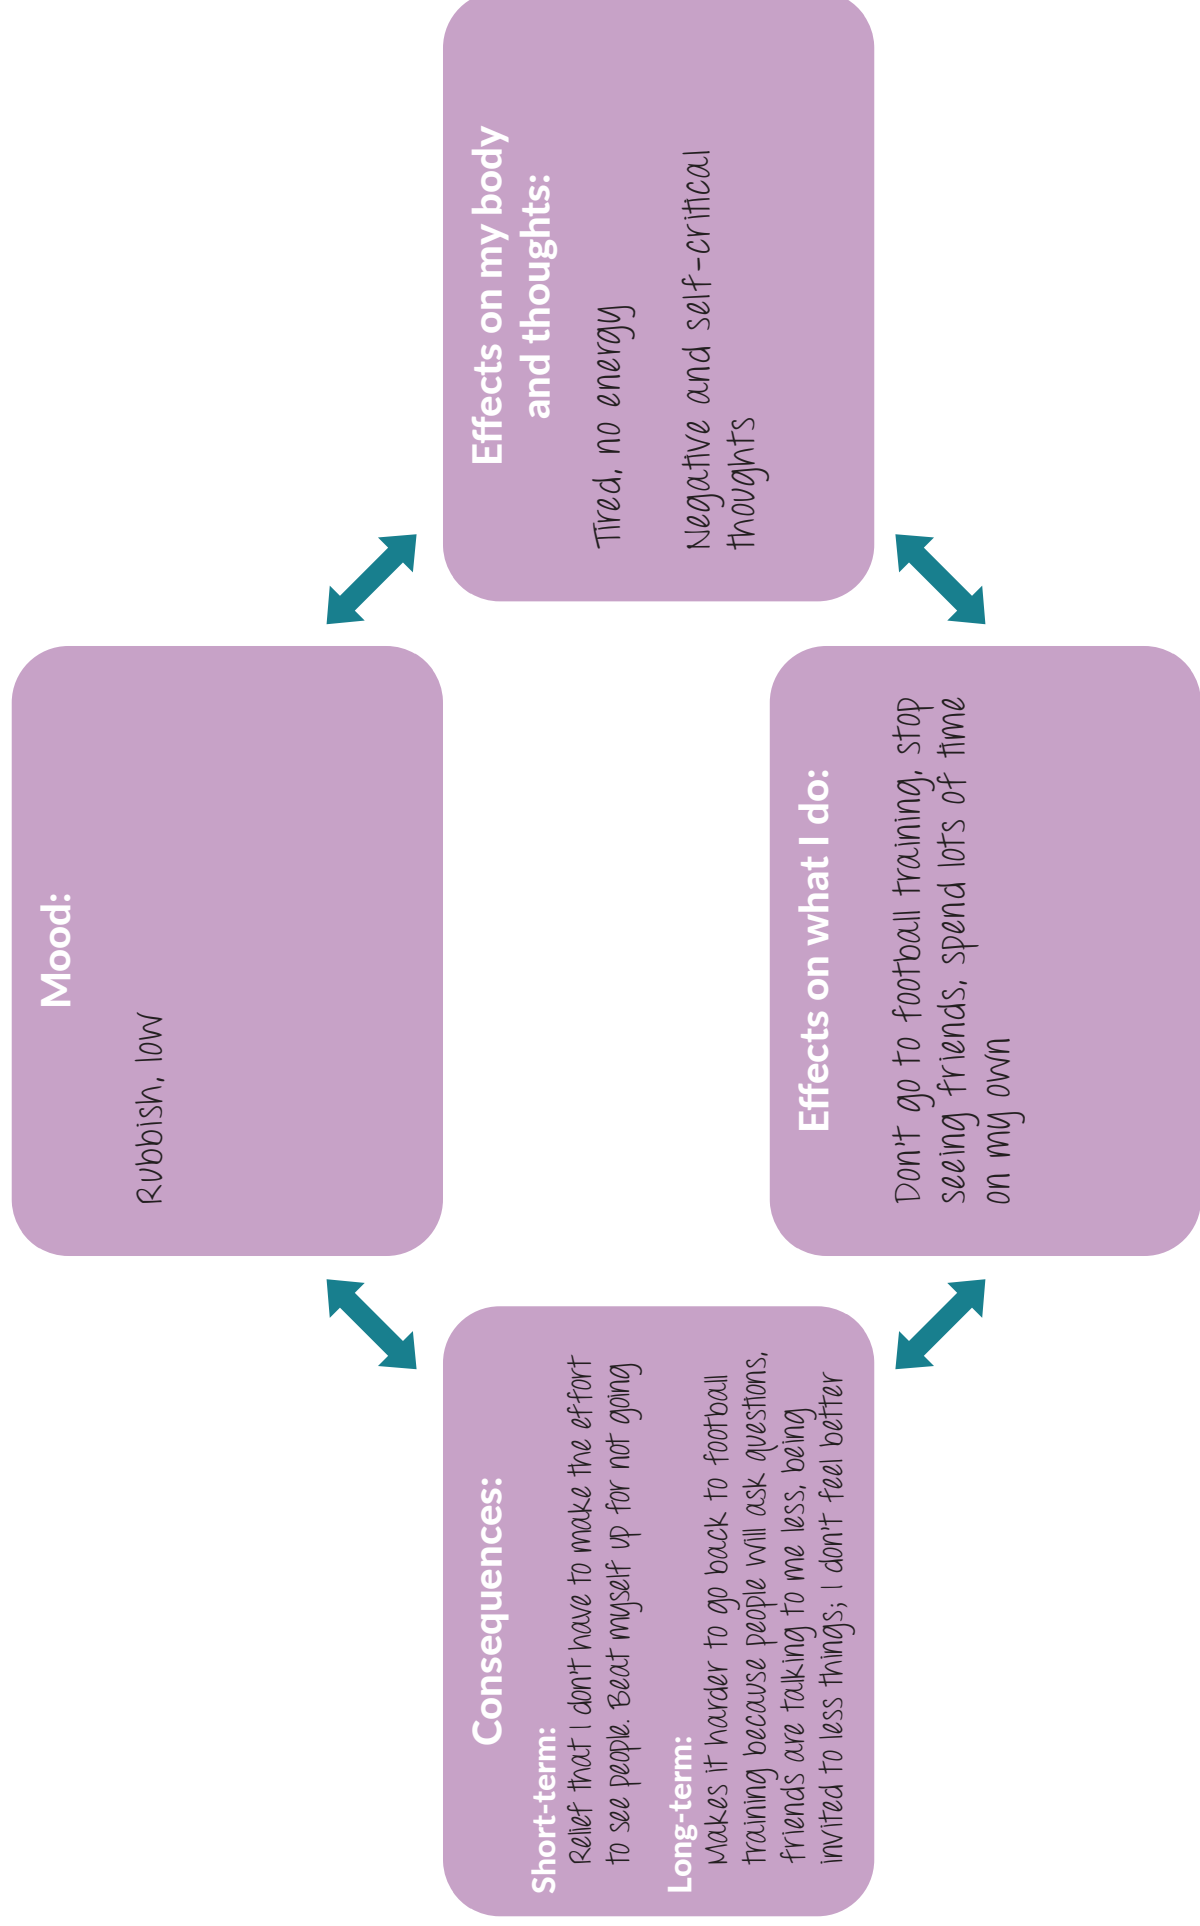 Mood:
Rubbish, low
Effects on my body
and thoughts:
Tired, no energy
Negative and self-critical
thoughts
Effects on what I do:
Don't go to football training, stop
seeing friends, spend lots of time
on my own
Consequences:
Short-term:
Relief that I don't have to make the effort
to see people. Beat myself up for not going
Long-term:
Makes it harder to go back to football
training because people will ask questions,
friends are talking to me less, being
invited to less things; I don't feel better